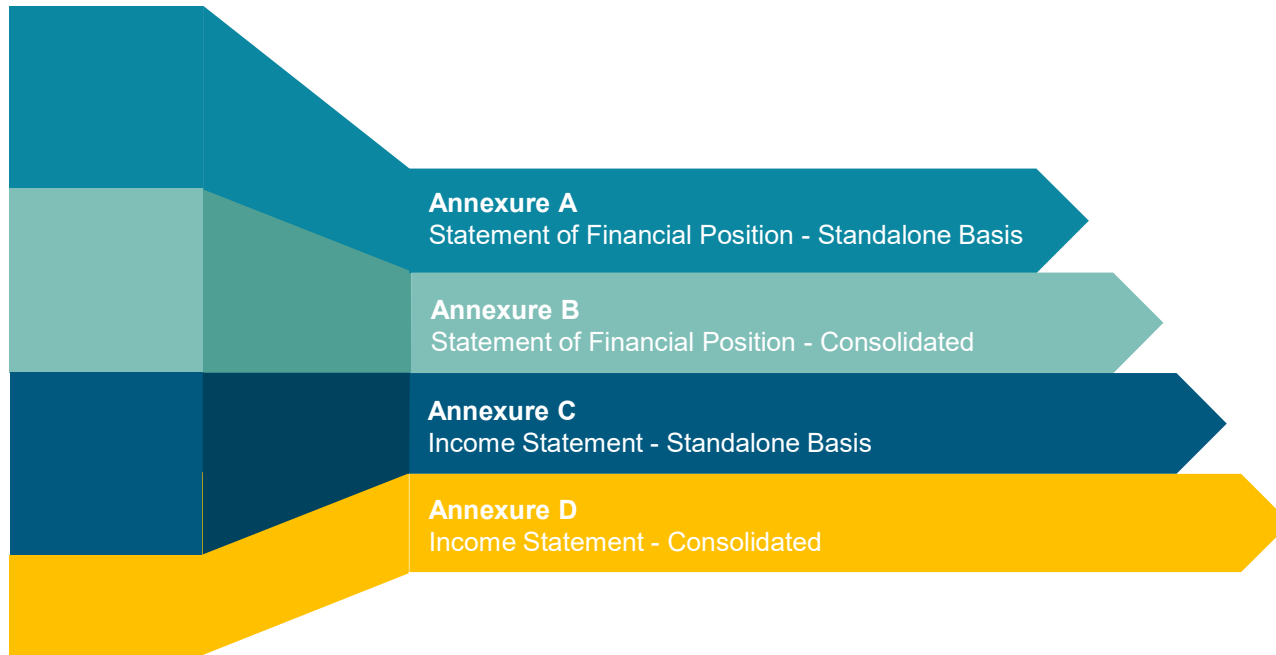 Annexure A
Statement of Financial Position - Standalone Basis
Annexure B
Statement of Financial Position - Consolidated
Annexure C
Income Statement - Standalone Basis
Annexure D
Income Statement - Consolidated